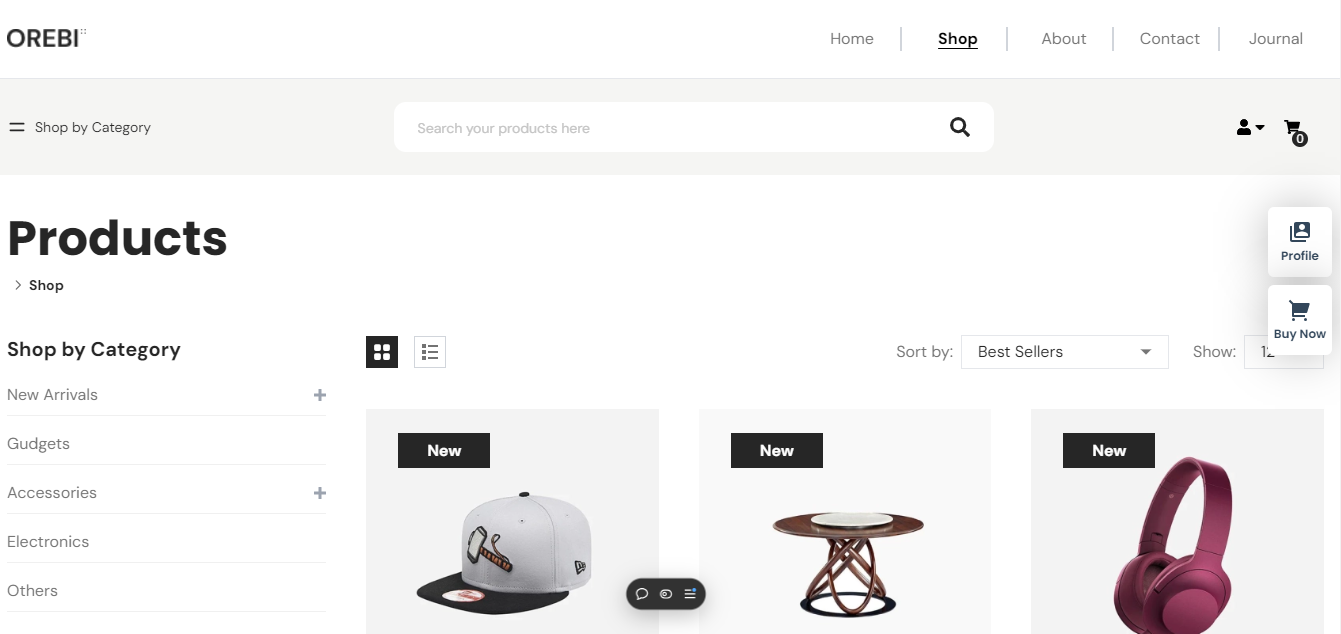 OREBI
Home
Shop
About
Contact
Journal
Shop by Category
Search your products here
0
Products
Shop
Profile
Buy Now
Shop by Category
Sort by:
Best Sellers
Show:
12
New Arrivals
Gudgets
Accessories
Electronics
Others
New
New
New